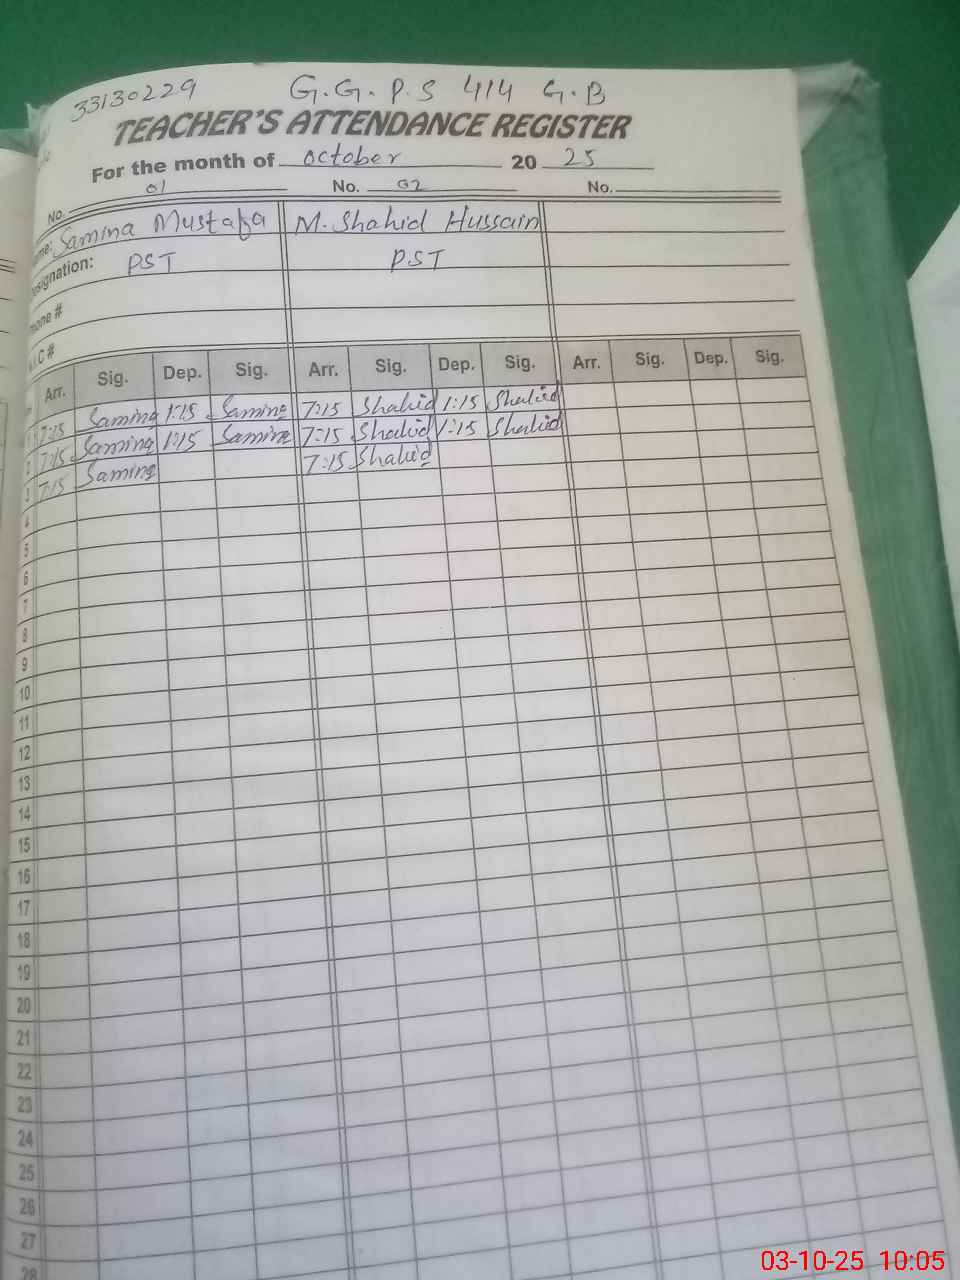 33130229 G.G.P.S 414 G.B
TEACHER'S ATTENDANCE REGISTER
For the month of October 20 25
No. 01 No. 02 No.
Samina Mustafa M. Shahid Hussain
PST PST
Arr. Sig. Dep. Sig. Arr. Sig. Dep. Sig. Arr. Sig. Dep. Sig.
1 7:15 Samina 1:15 Samina 7:15 Shahid 1:15 Shahid
2 7:15 Samina 1:15 Samina 7:15 Shahid 1:15 Shahid
3 7:15 Samina 7:15 Shahid
4
5
6
7
8
9
10
11
12
13
14
15
16
17
18
19
20
21
22
23
24
25
26
27
28
03-10-25 10:05